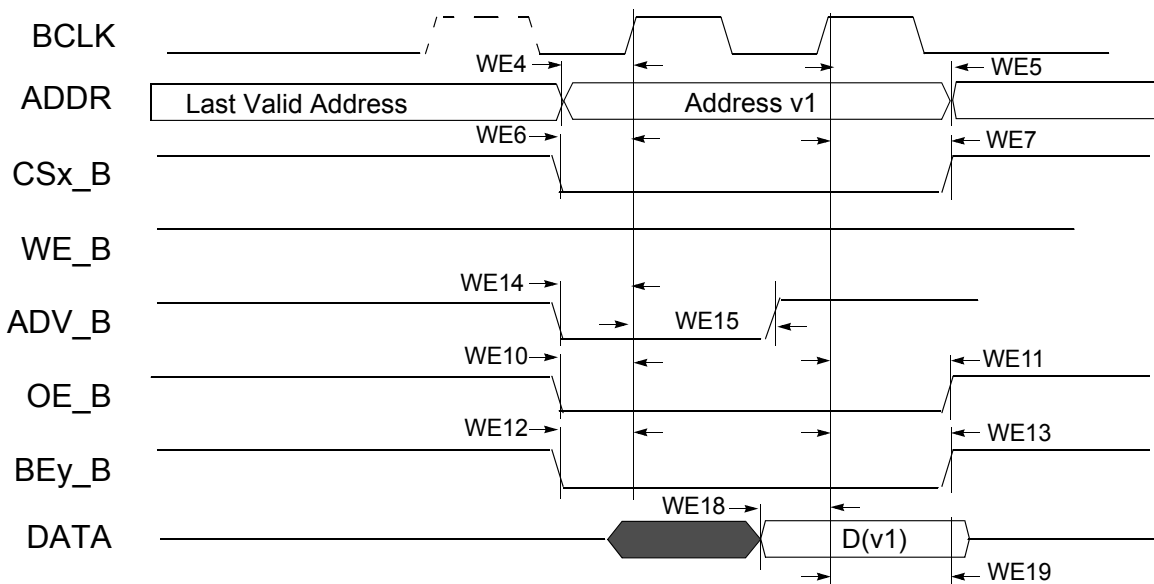 BCLK
WE4
WE5
ADDR
Last Valid Address
Address v1
WE6
WE7
CSx_B
WE_B
WE14
ADV_B
WE15
WE10
WE11
OE_B
WE12
WE13
BEy_B
WE18
DATA
D(v1)
WE19